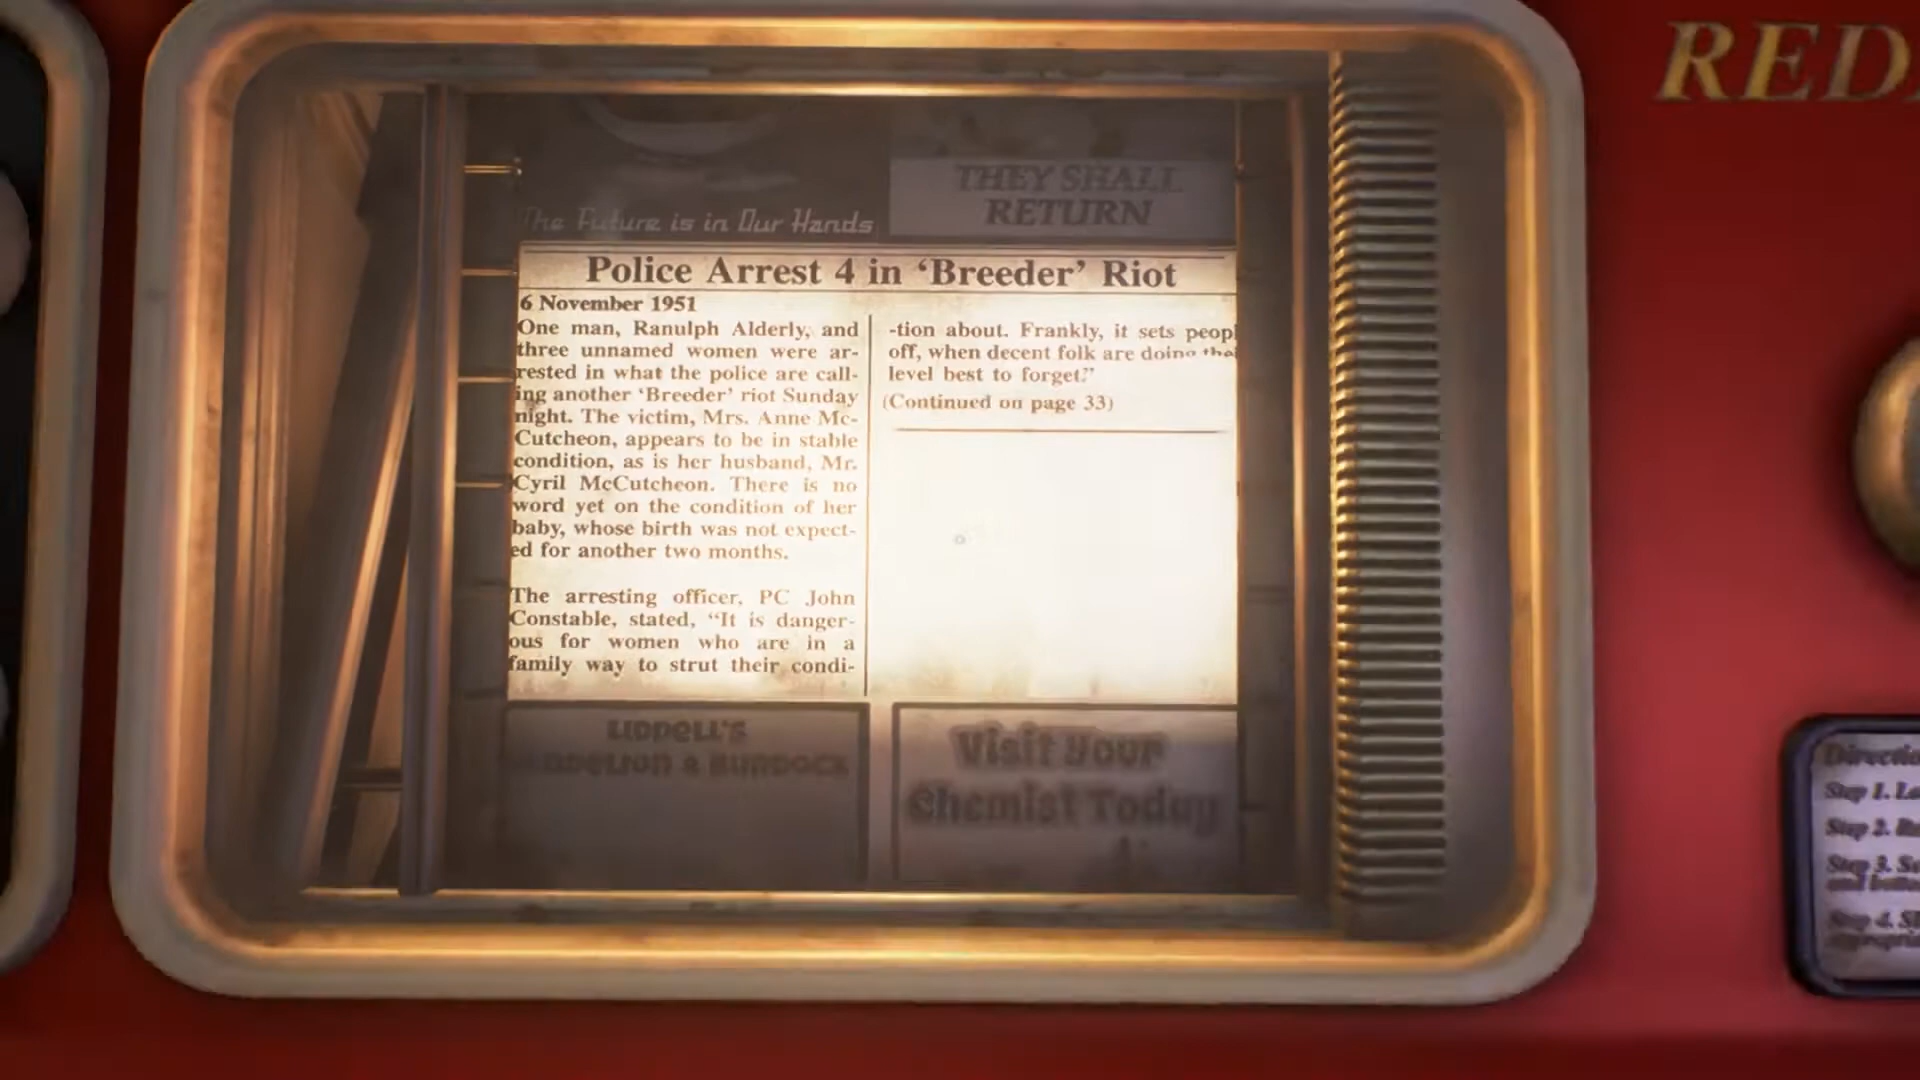 THEY SHALL
RETURN
The Future is in Our Hands
Police Arrest 4 in ‘Breeder’ Riot
6 November 1951
One man, Ranulph Alderly, and
three unnamed women were ar-
rested in what the police are call-
ing another ‘Breeder’ riot Sunday
night. The victim, Mrs. Anne Mc-
Cutcheon, appears to be in stable
condition, as is her husband, Mr.
Cyril McCutcheon. There is no
word yet on the condition of her
baby, whose birth was not expect-
ed for another two months.
The arresting officer, PC John
Constable, stated, “It is danger-
ous for women who are in a
family way to strut their condi-
-tion about. Frankly, it sets peopl
off, when decent folk are doing thei
level best to forget.”
(Continued on page 33)
LIDDELL'S
& BURDOCK
Visit Your
Chemist Today
RED
Step 1.
Step 2.
Step 3.
Step 4.